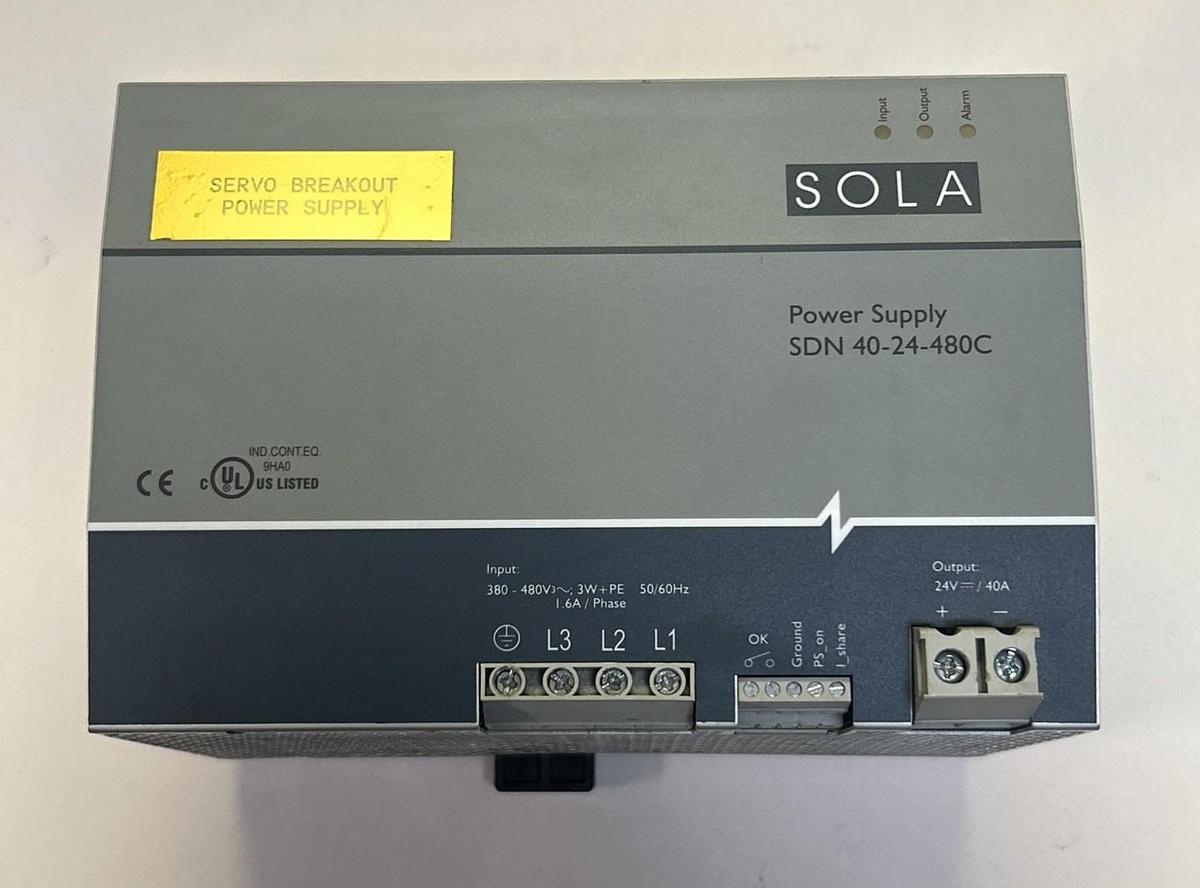 Input
Output
Alarm
SERVO BREAKOUT
POWER SUPPLY
SOLA
Power Supply
SDN 40-24-480C
IND.CONT.EQ.
9HA0
CE
C UL US LISTED
Input:
380 - 480V3~; 3W+PE 50/60Hz
1.6A / Phase
L3 L2 L1
OK
Ground
PS_on
I_share
Output:
24V⎓/ 40A
+ −